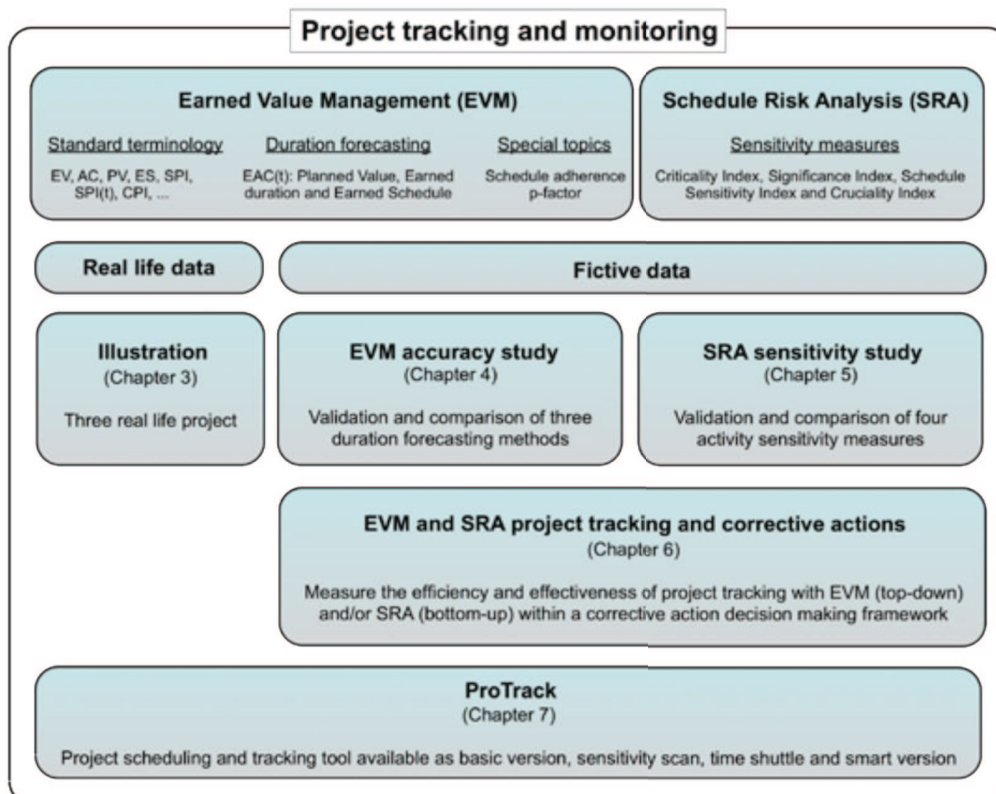 Project tracking and monitoring
Earned Value Management (EVM)
Standard terminology
EV, AC, PV, ES, SPI,
SPI(t), CPI, ...
Duration forecasting
EAC(t): Planned Value, Earned
duration and Earned Schedule
Special topics
Schedule adherence
p-factor
Schedule Risk Analysis (SRA)
Sensitivity measures
Criticality Index, Significance Index, Schedule
Sensitivity Index and Cruciality Index
Real life data
Fictive data
Illustration
(Chapter 3)
Three real life project
EVM accuracy study
(Chapter 4)
Validation and comparison of three
duration forecasting methods
SRA sensitivity study
(Chapter 5)
Validation and comparison of four
activity sensitivity measures
EVM and SRA project tracking and corrective actions
(Chapter 6)
Measure the efficiency and effectiveness of project tracking with EVM (top-down)
and/or SRA (bottom-up) within a corrective action decision making framework
ProTrack
(Chapter 7)
Project scheduling and tracking tool available as basic version, sensitivity scan, time shuttle and smart version